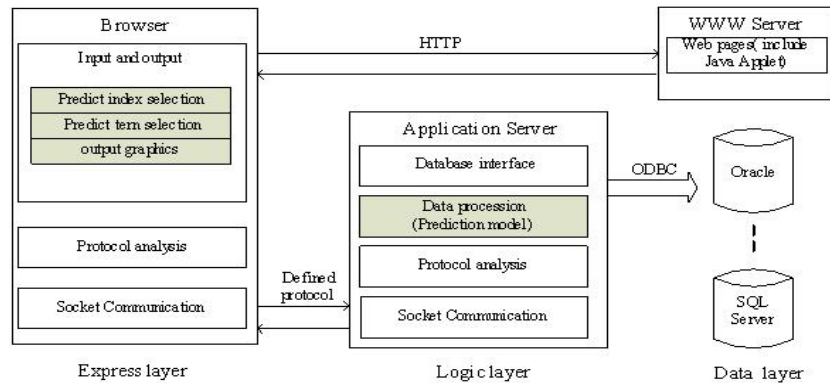 Browser
Input and output
Predict index selection
Predict tern selection
output graphics
Protocol analysis
Socket Communication
Express layer
HTTP
Defined
protocol
Application Server
Database interface
Data procession
(Prediction model)
Protocol analysis
Socket Communication
Logic layer
WWW Server
Web pages( include
Java Applet)
ODBC
Oracle
SQL
Server
Data layer